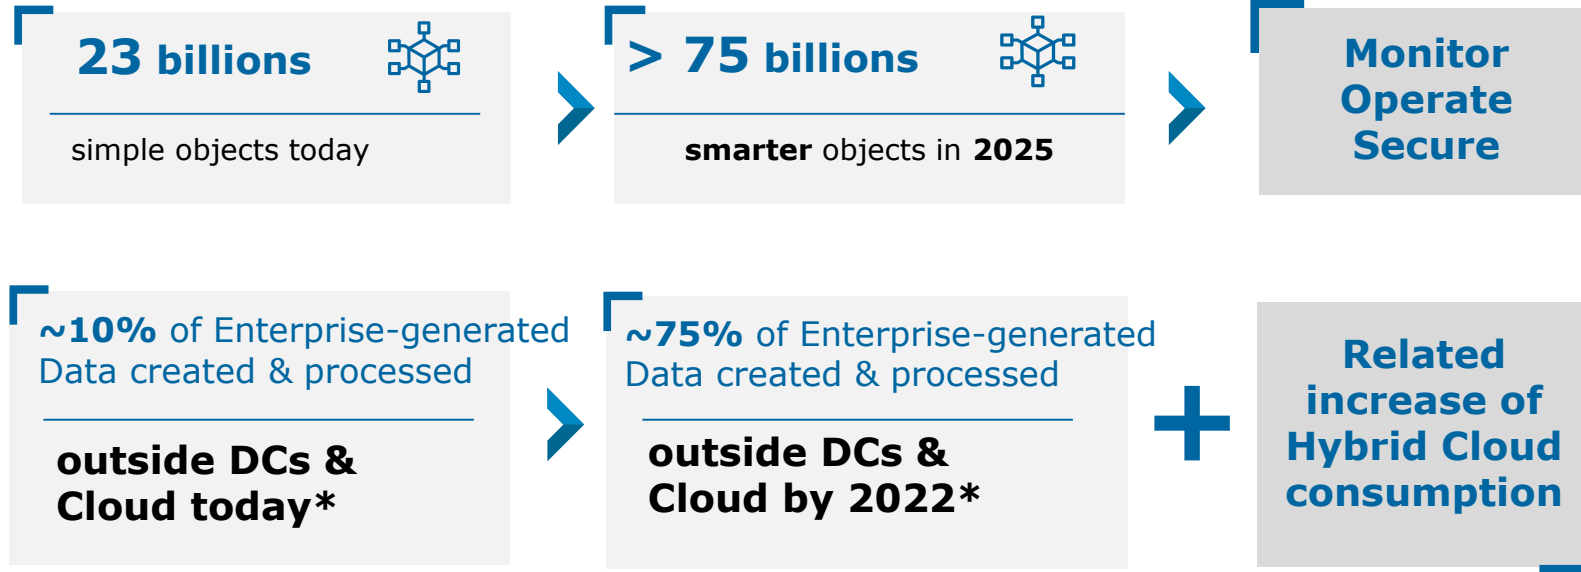 23 billions
simple objects today
> 75 billions
smarter objects in 2025
Monitor
Operate
Secure
~10% of Enterprise-generated
Data created & processed
outside DCs &
Cloud today*
~75% of Enterprise-generated
Data created & processed
outside DCs &
Cloud by 2022*
Related
increase of
Hybrid Cloud
consumption